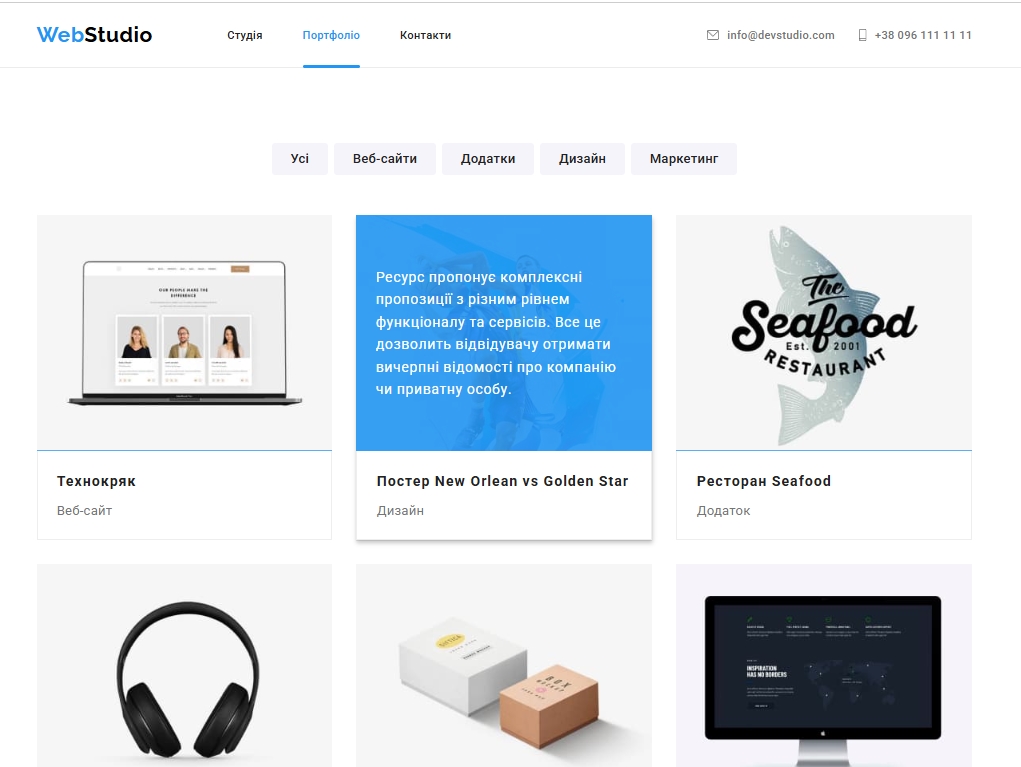 WebStudio
Студія Портфоліо Контакти
info@devstudio.com +38 096 111 11 11
Усі Веб-сайти Додатки Дизайн Маркетинг
OUR PEOPLE MAKE THE
DIFFERENCE
Ресурс пропонує комплексні
пропозиції з різним рівнем
функціоналу та сервісів. Все це
дозволить відвідувачу отримати
вичерпні відомості про компанію
чи приватну особу.
The
Seafood
Est. 2001
RESTAURANT
Технокряк
Веб-сайт
Постер New Orlean vs Golden Star
Дизайн
Ресторан Seafood
Додаток
BOX
INSPIRATION
HAS NO BORDERS